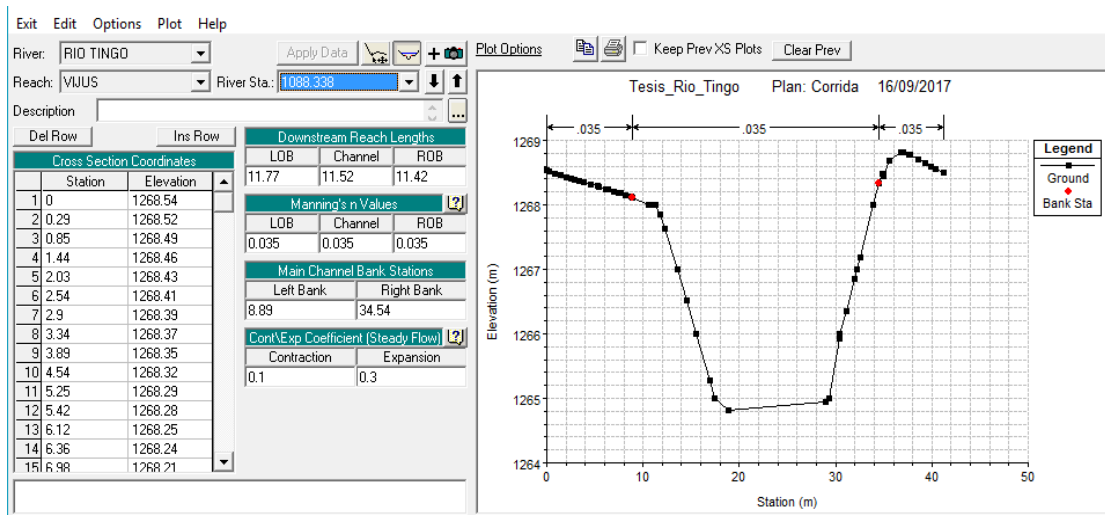 Exit Edit Options Plot Help
River: RIO TINGO Apply Data
Reach: VIJUS River Sta.: 1088.338
Description ...
Del Row Ins Row
Cross Section Coordinates
Station Elevation
1 0 1268.54
2 0.29 1268.52
3 0.85 1268.49
4 1.44 1268.46
5 2.03 1268.43
6 2.54 1268.41
7 2.9 1268.39
8 3.34 1268.37
9 3.89 1268.35
10 4.54 1268.32
11 5.25 1268.29
12 5.42 1268.28
13 6.12 1268.25
14 6.36 1268.24
15 6.98 1268.21
Downstream Reach Lengths
LOB Channel ROB
11.77 11.52 11.42
Manning's n Values
LOB Channel ROB
0.035 0.035 0.035
Main Channel Bank Stations
Left Bank Right Bank
8.89 34.54
Cont\Exp Coefficient (Steady Flow)
Contraction Expansion
0.1 0.3
Plot Options Keep Prev XS Plots Clear Prev
Tesis_Rio_Tingo Plan: Corrida 16/09/2017
.035 .035 .035
1269
1268
1267
1266
1265
1264
Elevation (m)
0 10 20 30 40 50
Station (m)
Legend
Ground
Bank Sta